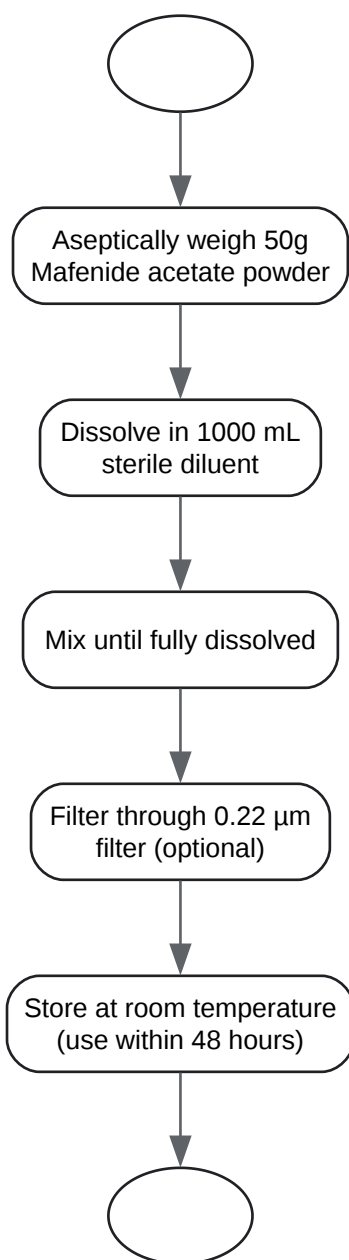 Aseptically weigh 50g
Mafenide acetate powder
Dissolve in 1000 mL
sterile diluent
Mix until fully dissolved
Filter through 0.22 µm
filter (optional)
Store at room temperature
(use within 48 hours)